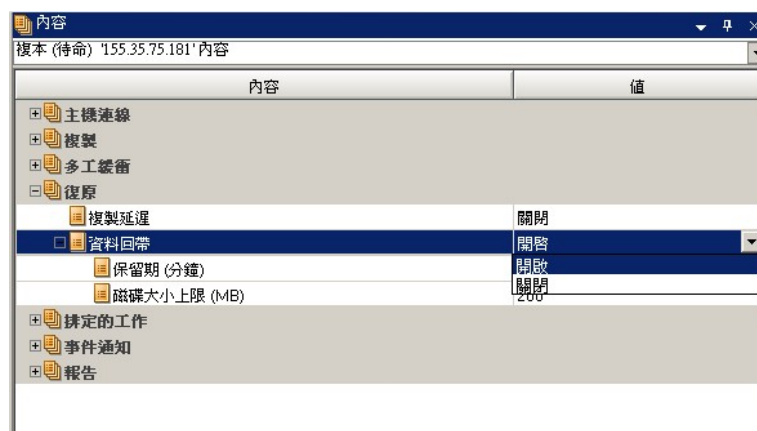 內容
複本 (待命) '155.35.75.181' 內容
內容 值
主機連線
複製
多工緩衝
復原
複製延遲 關閉
資料回帶 開啓
保留期 (分鐘) 開啟
關閉
磁碟大小上限 (MB) 200
排定的工作
事件通知
報告